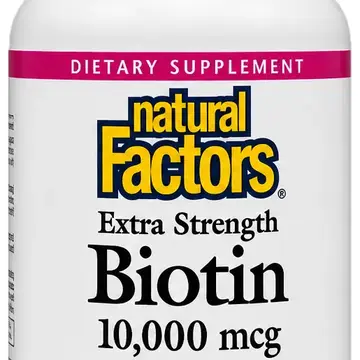 DIETARY SUPPLEMENT
natural
Factors®
Extra Strength
Biotin
10,000 mcg